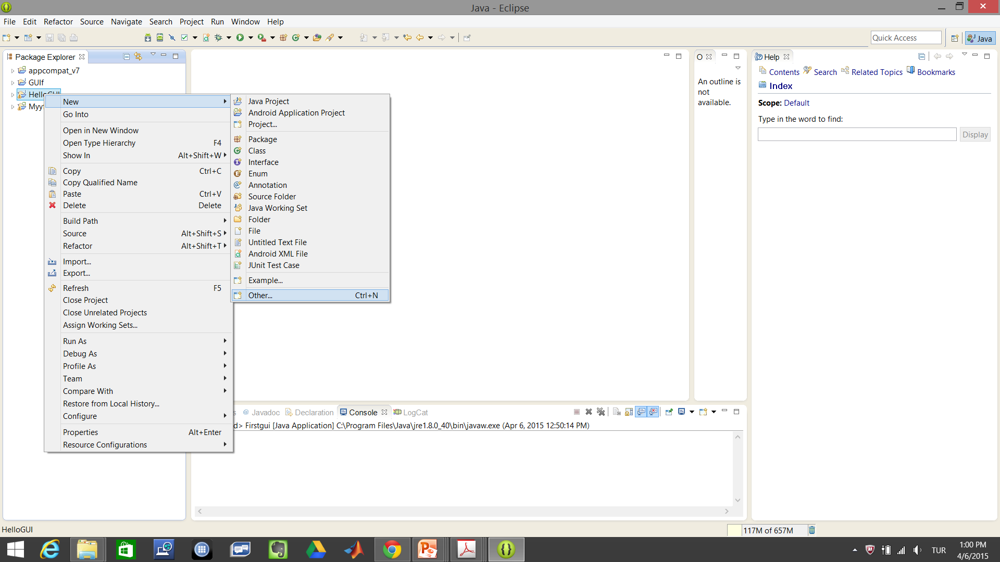 Java - Eclipse
File Edit Refactor Source Navigate Search Project Run Window Help
Quick Access
Java
Package Explorer
appcompat_v7
GUIf
HelloGUI
Myy
New
Go Into
Open in New Window
Open Type Hierarchy F4
Show In Alt+Shift+W
Copy Ctrl+C
Copy Qualified Name
Paste Ctrl+V
Delete Delete
Build Path
Source Alt+Shift+S
Refactor Alt+Shift+T
Import...
Export...
Refresh F5
Close Project
Close Unrelated Projects
Assign Working Sets...
Run As
Debug As
Profile As
Team
Compare With
Restore from Local History...
Configure
Properties Alt+Enter
Resource Configurations
Java Project
Android Application Project
Project...
Package
Class
Interface
Enum
Annotation
Source Folder
Java Working Set
Folder
File
Untitled Text File
Android XML File
JUnit Test Case
Example...
Other... Ctrl+N
O
An outline is
not
available.
Help
Contents Search Related Topics Bookmarks
Index
Scope: Default
Type in the word to find:
Display
s @ Javadoc Declaration Console LogCat
d> Firstgui [Java Application] C:\Program Files\Java\jre1.8.0_40\bin\javaw.exe (Apr 6, 2015 12:50:14 PM)
HelloGUI
117M of 657M
TUR
1:00 PM
4/6/2015